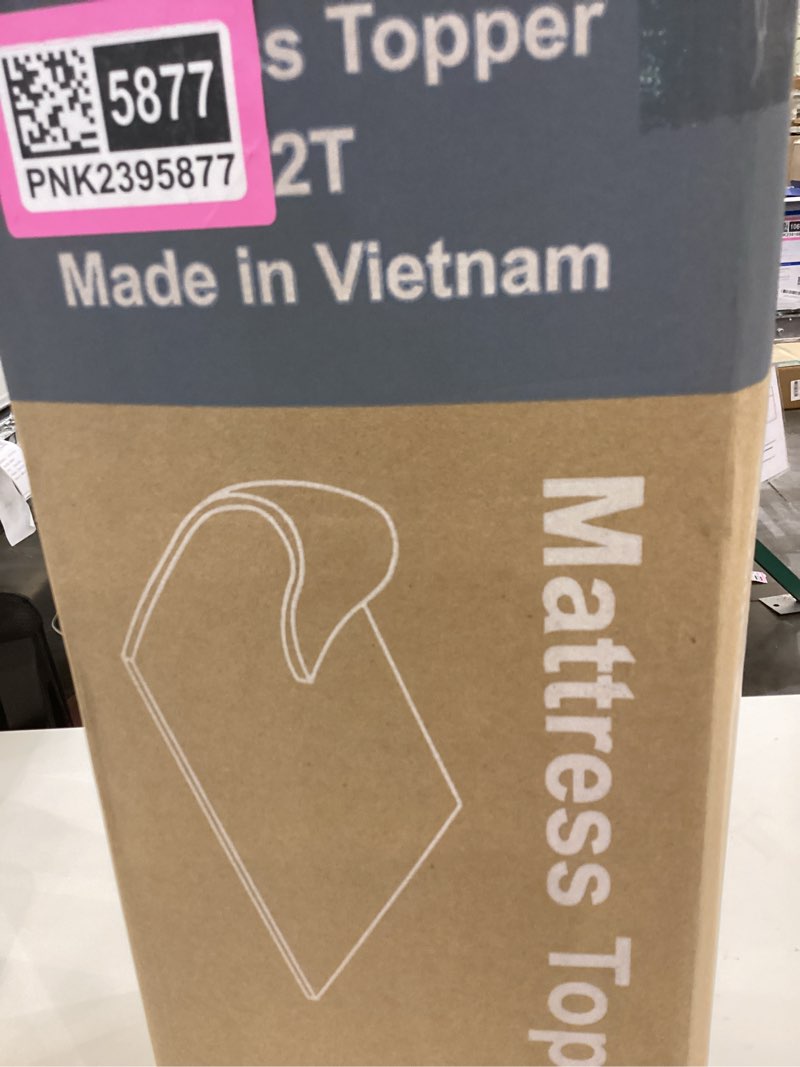 s Topper
5877
PNK2395877
2T
Made in Vietnam
Mattress Top